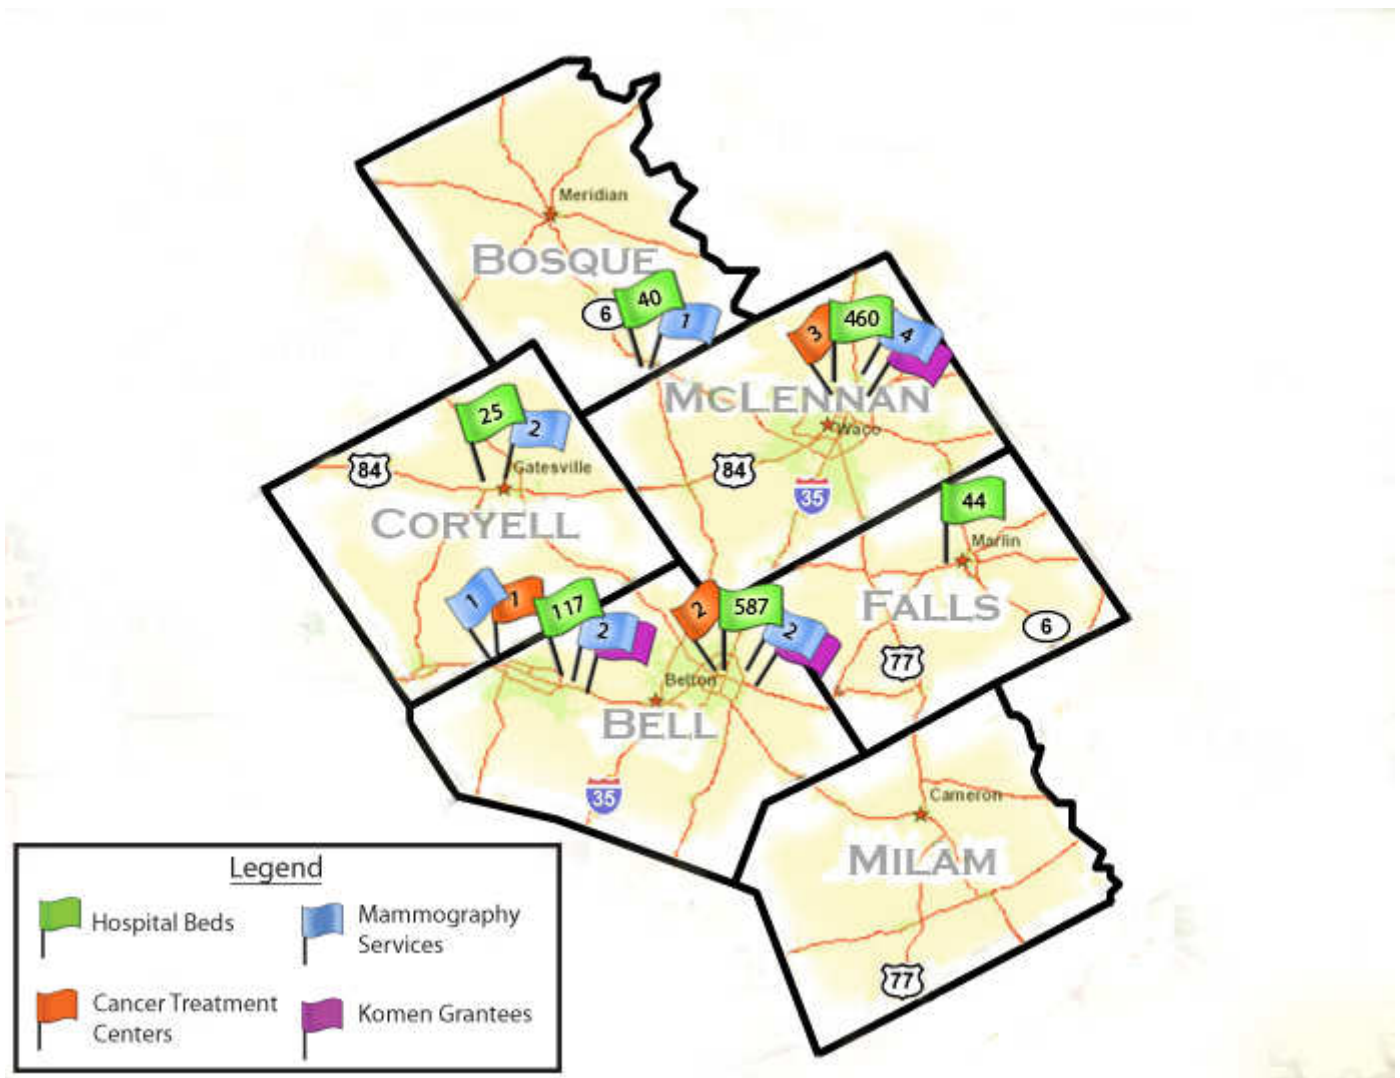 Meridian
BOSQUE
40
6
1
3
460
4
MCLENNAN
Waco
25
2
84
Gatesville
84
35
CORYELL
44
Marlin
FALLS
6
77
1
1
117
2
2
587
2
Belton
BELL
35
Cameron
MILAM
77
Legend
Hospital Beds
Mammography
Services
Cancer Treatment
Centers
Komen Grantees